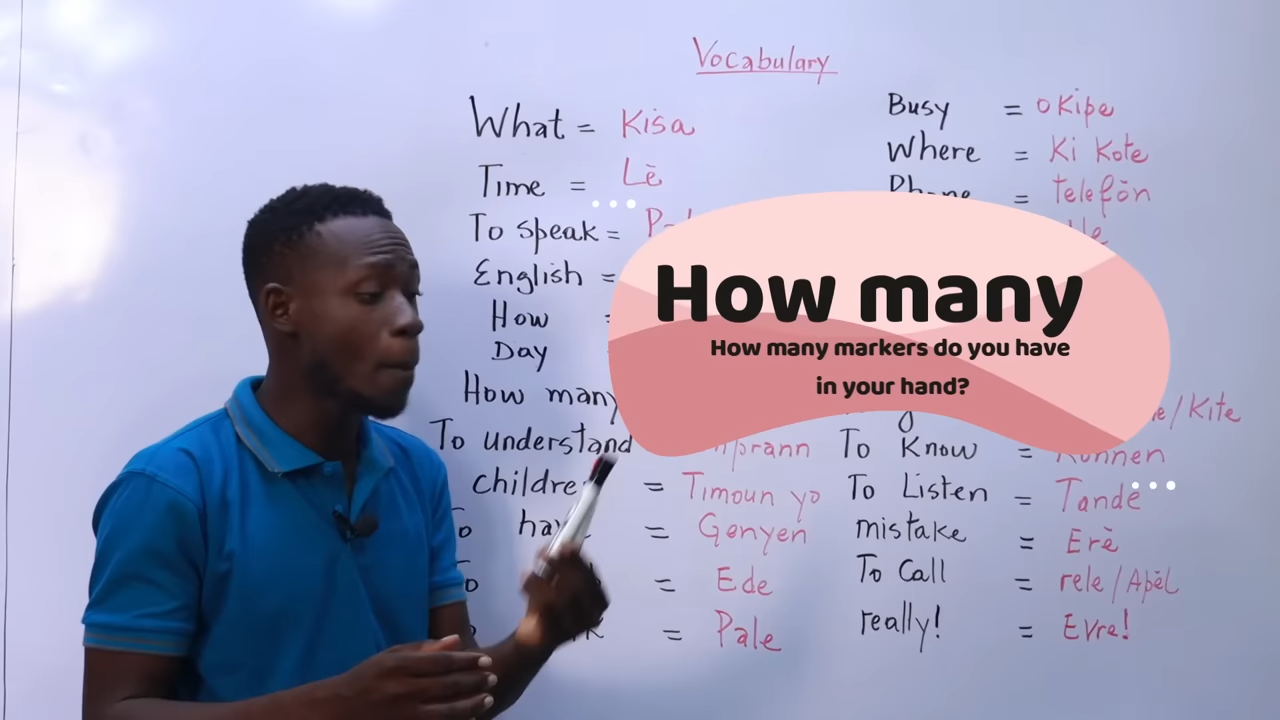 Vocabulary
What = Kisa
Time = Lè
To speak =
English =
How
Day
How many
To understand
children = Timoun yo
= Genyen
= Ede
= Pale
Busy = okipe
Where = Ki Kote
Phone = telefòn
To Know = Konnen
To Listen = Tande
mistake = Erè
To Call = rele / Apèl
really! = Evre!
/Kite
How many
How many markers do you have
in your hand?